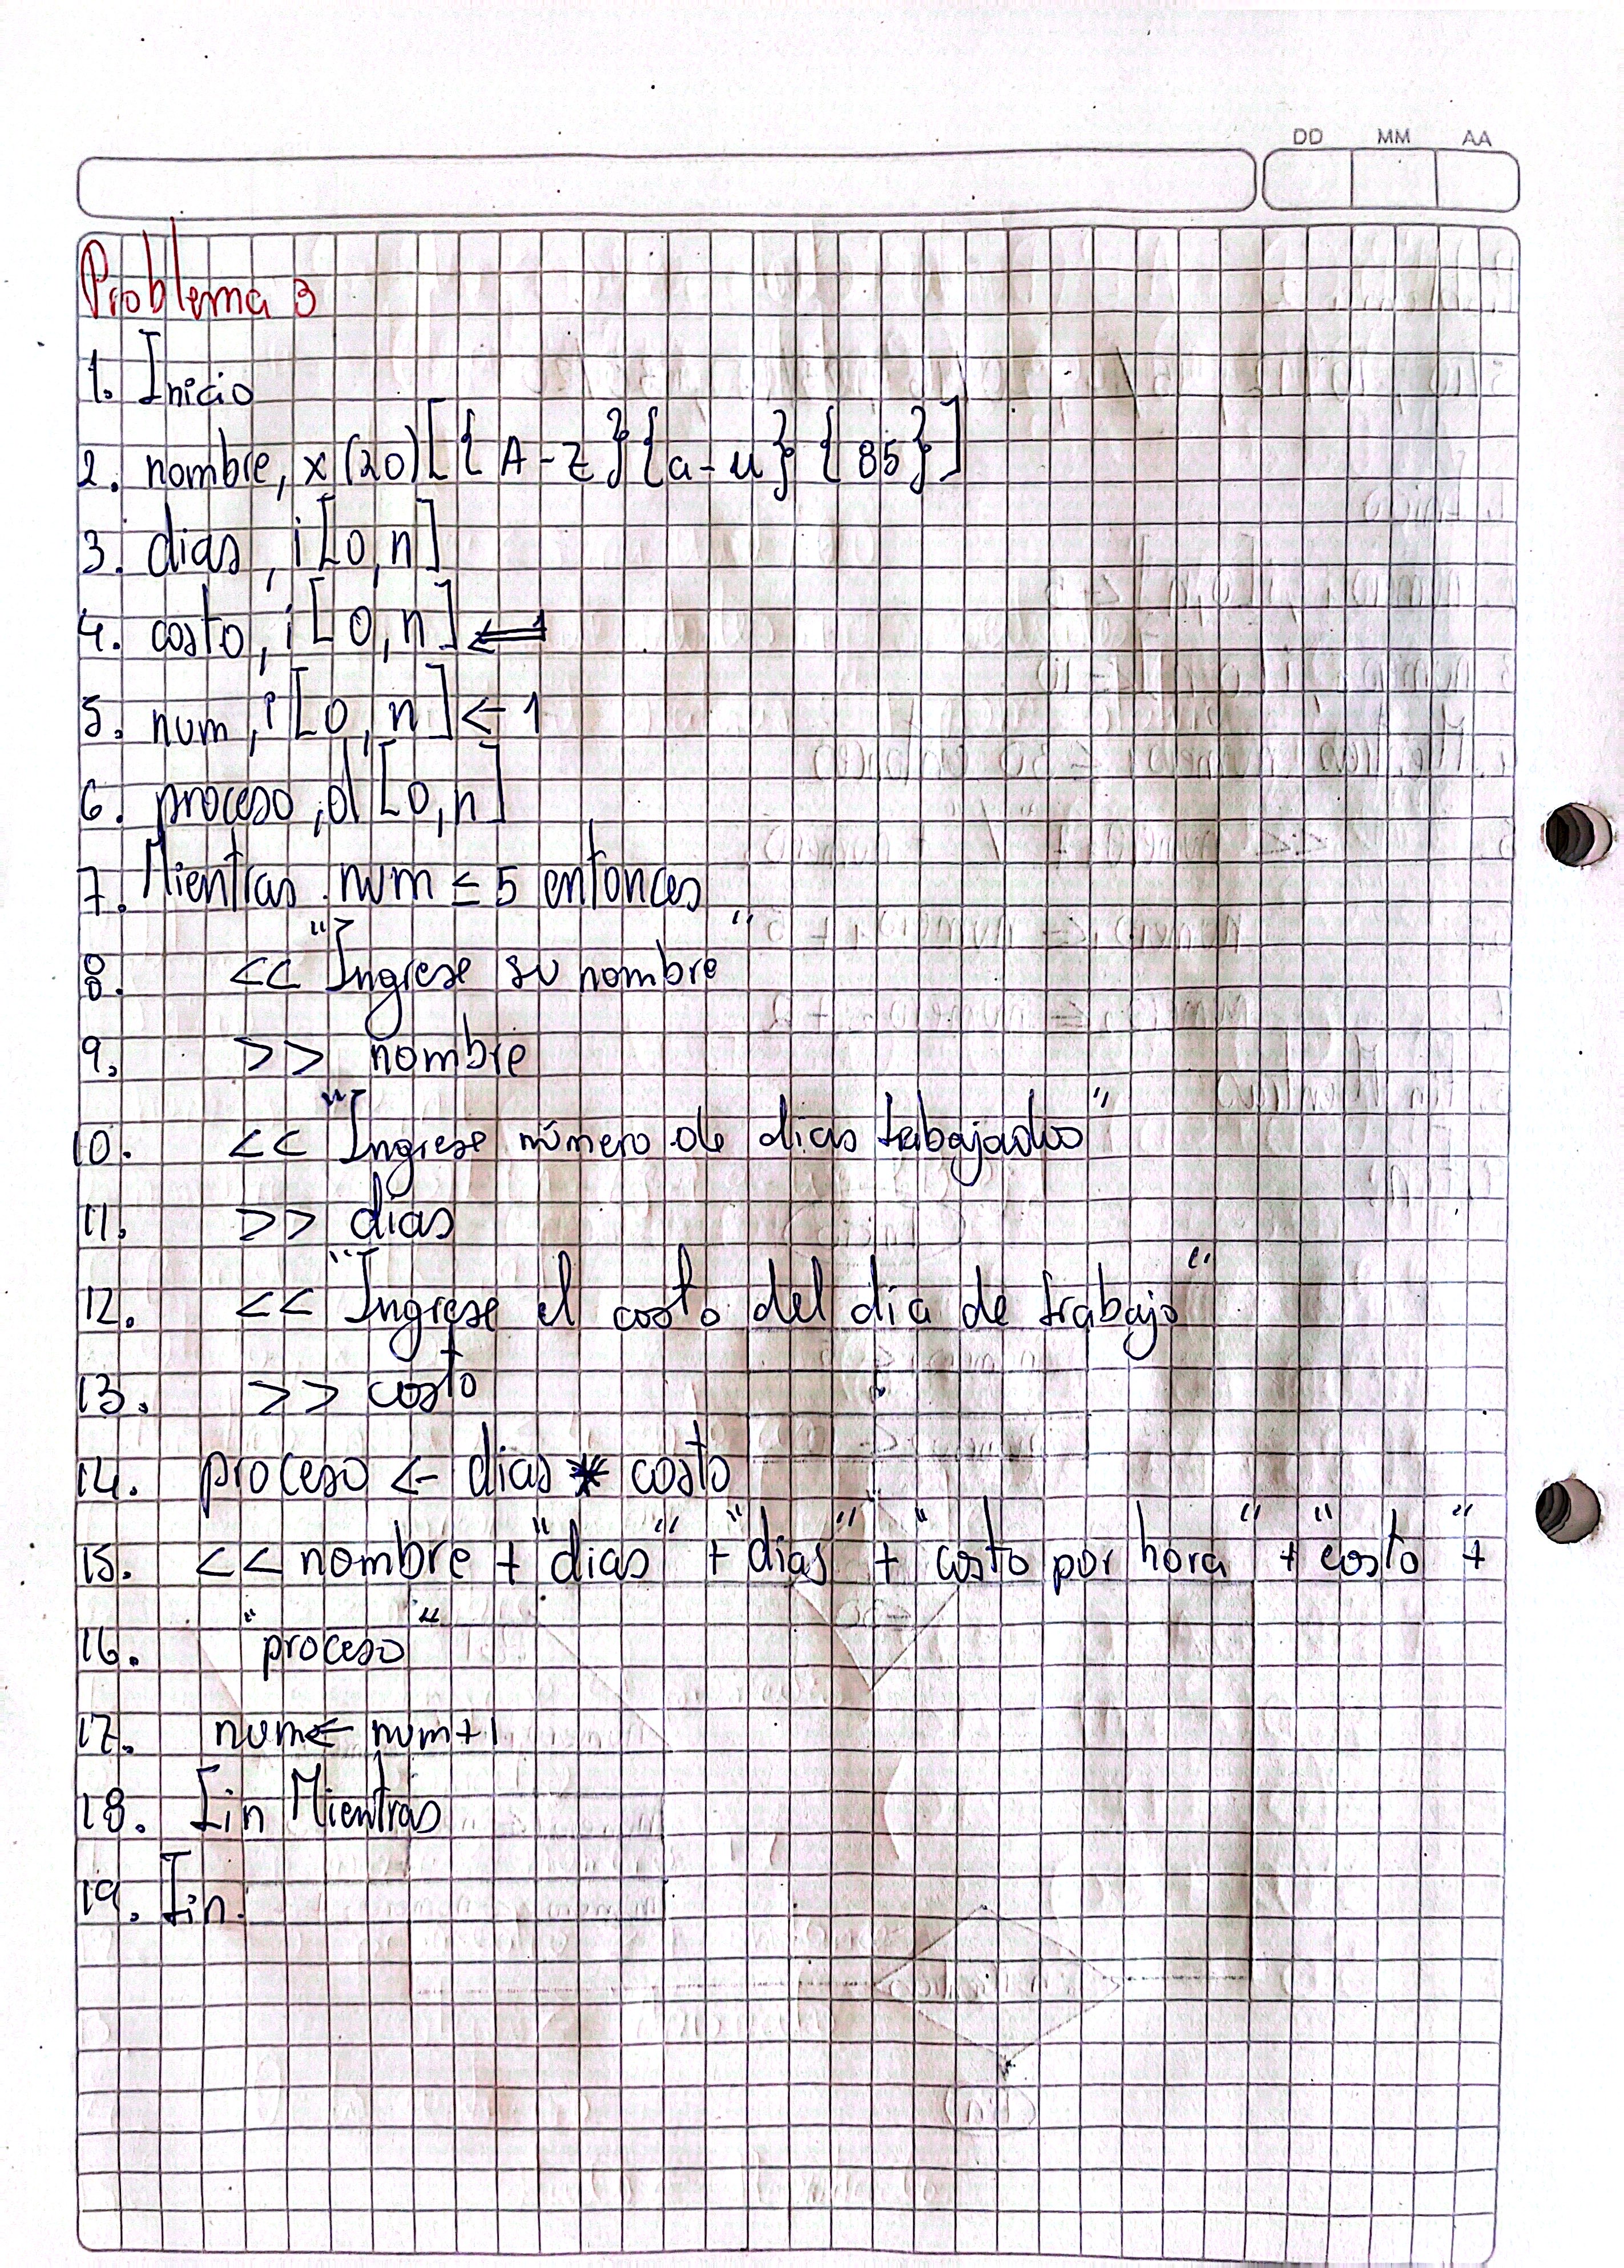 DD MM AA
Problema 3
1. Inicio
2. nombre, x (20) [{A-Z}{a-u}{85}]
3. dias, i [0,n]
4. costo, i [0,n]
5. num, i [0,n] ← 1
6. proceso, d [0,n]
7. Mientras num ≤ 5 entonces
8. << "Ingrese su nombre"
9. >> nombre
10. << "Ingrese número de dias trabajados"
11. >> dias
12. << "Ingrese el costo del dia de trabajo"
13. >> costo
14. proceso ← dias * costo
15. << nombre + "dias" + "dias" + "costo por hora" + "costo" +
16. "proceso"
17. num ← num+1
18. Fin Mientras
19. Fin.